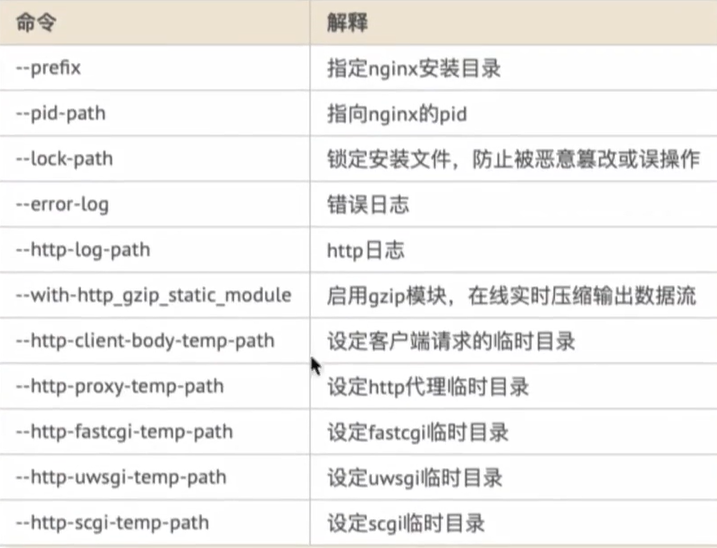 命令 解释
--prefix 指定nginx安装目录
--pid-path 指向nginx的pid
--lock-path 锁定安装文件，防止被恶意篡改或误操作
--error-log 错误日志
--http-log-path http日志
--with-http_gzip_static_module 启用gzip模块，在线实时压缩输出数据流
--http-client-body-temp-path 设定客户端请求的临时目录
--http-proxy-temp-path 设定http代理临时目录
--http-fastcgi-temp-path 设定fastcgi临时目录
--http-uwsgi-temp-path 设定uwsgi临时目录
--http-scgi-temp-path 设定scgi临时目录